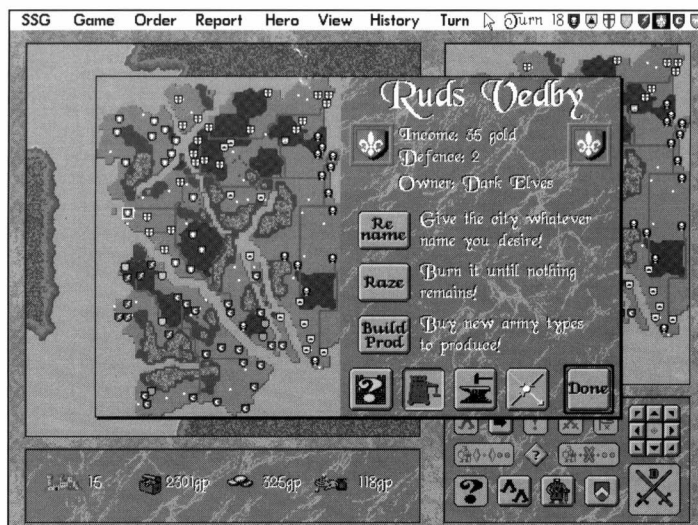 SSG Game Order Report Hero View History Turn Turn 18
Ruds Vedby
Income: 35 gold
Defence: 2
Owner: Dark Elves
Re
name
Give the city whatever
name you desire!
Raze
Burn it until nothing
remains!
Build
Prod
Buy new army types
to produce!
?
Done
15 2301gp 325gp 118gp
?
D
?